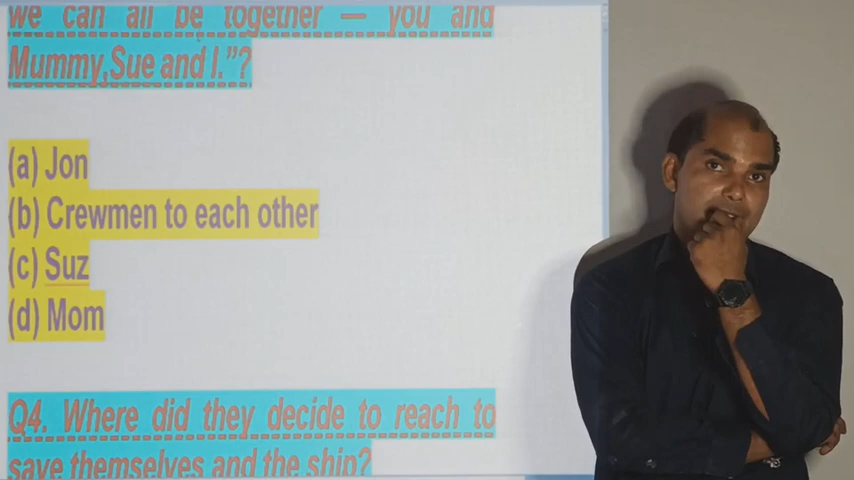 we can all be together — you and
Mummy,Sue and I.”?
(a) Jon
(b) Crewmen to each other
(c) Suz
(d) Mom
Q4. Where did they decide to reach to
save themselves and the ship?